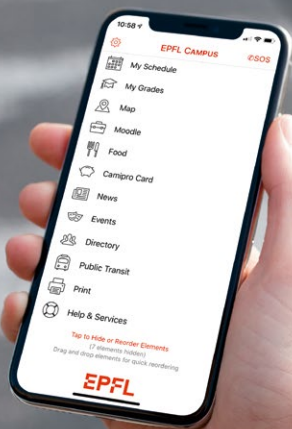 10:58
EPFL CAMPUS
SOS
My Schedule
My Grades
Map
Moodle
Food
Camipro Card
News
Events
Directory
Public Transit
Print
Help & Services
Tap to Hide or Reorder Elements
(7 elements hidden)
Drag and drop elements for quick reordering
EPFL